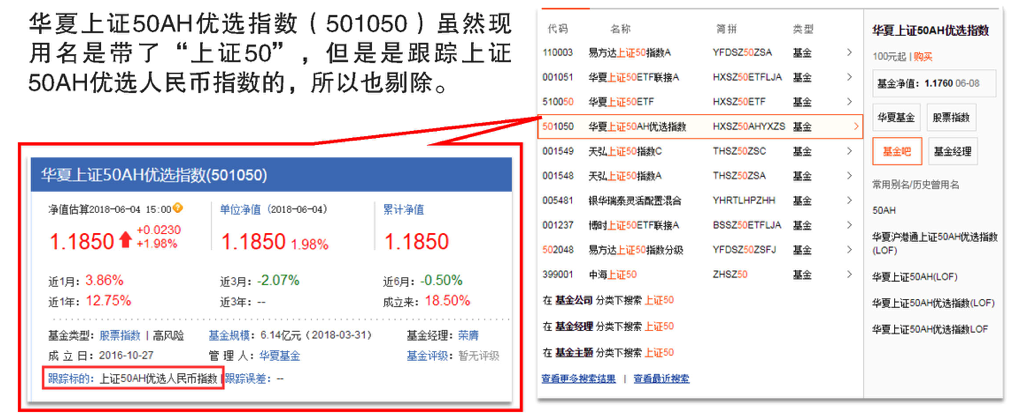 华夏上证50AH优选指数（501050）虽然现
用名是带了“上证50”，但是是跟踪上证
50AH优选人民币指数的，所以也剔除。
华夏上证50AH优选指数(501050)
净值估算2018-06-04 15:00 单位净值 (2018-06-04) 累计净值
1.1850 +0.0230 +1.98% 1.1850 1.98% 1.1850
近1月: 3.86% 近3月: -2.07% 近6月: -0.50%
近1年: 12.75% 近3年: -- 成立来: 18.50%
基金类型: 股票指数 | 高风险 基金规模: 6.14亿元 (2018-03-31) 基金经理: 荣膺
成 立 日: 2016-10-27 管 理 人: 华夏基金 基金评级: 暂无评级
跟踪标的: 上证50AH优选人民币指数 | 跟踪误差: --
代码 名称 简拼 类型
110003 易方达上证50指数A YFDSZ50ZSA 基金
001051 华夏上证50ETF联接A HXSZ50ETFLJA 基金
510050 华夏上证50ETF HXSZ50ETF 基金
501050 华夏上证50AH优选指数 HXSZ50AHYXZS 基金
001549 天弘上证50指数C THSZ50ZSC 基金
001548 天弘上证50指数A THSZ50ZSA 基金
005481 银华瑞泰灵活配置混合 YHRTLHPZHH 基金
001237 博时上证50ETF联接A BSSZ50ETFLJA 基金
502048 易方达上证50指数分级 YFDSZ50ZSFJ 基金
399001 中海上证50 ZHSZ50 基金
在 基金公司 分类下搜索 上证50
在 基金经理 分类下搜索 上证50
在 基金主题 分类下搜索 上证50
查看更多搜索结果 | 查看最近搜索
华夏上证50AH优选指数
100元起 | 购买
基金净值: 1.1760 06-08
华夏基金 股票指数
基金吧 基金经理
常用别名/历史曾用名
50AH
华夏沪港通上证50AH优选指数
(LOF)
华夏上证50AH(LOF)
华夏上证50AH优选指数(LOF)
华夏上证50AH优选指数LOF